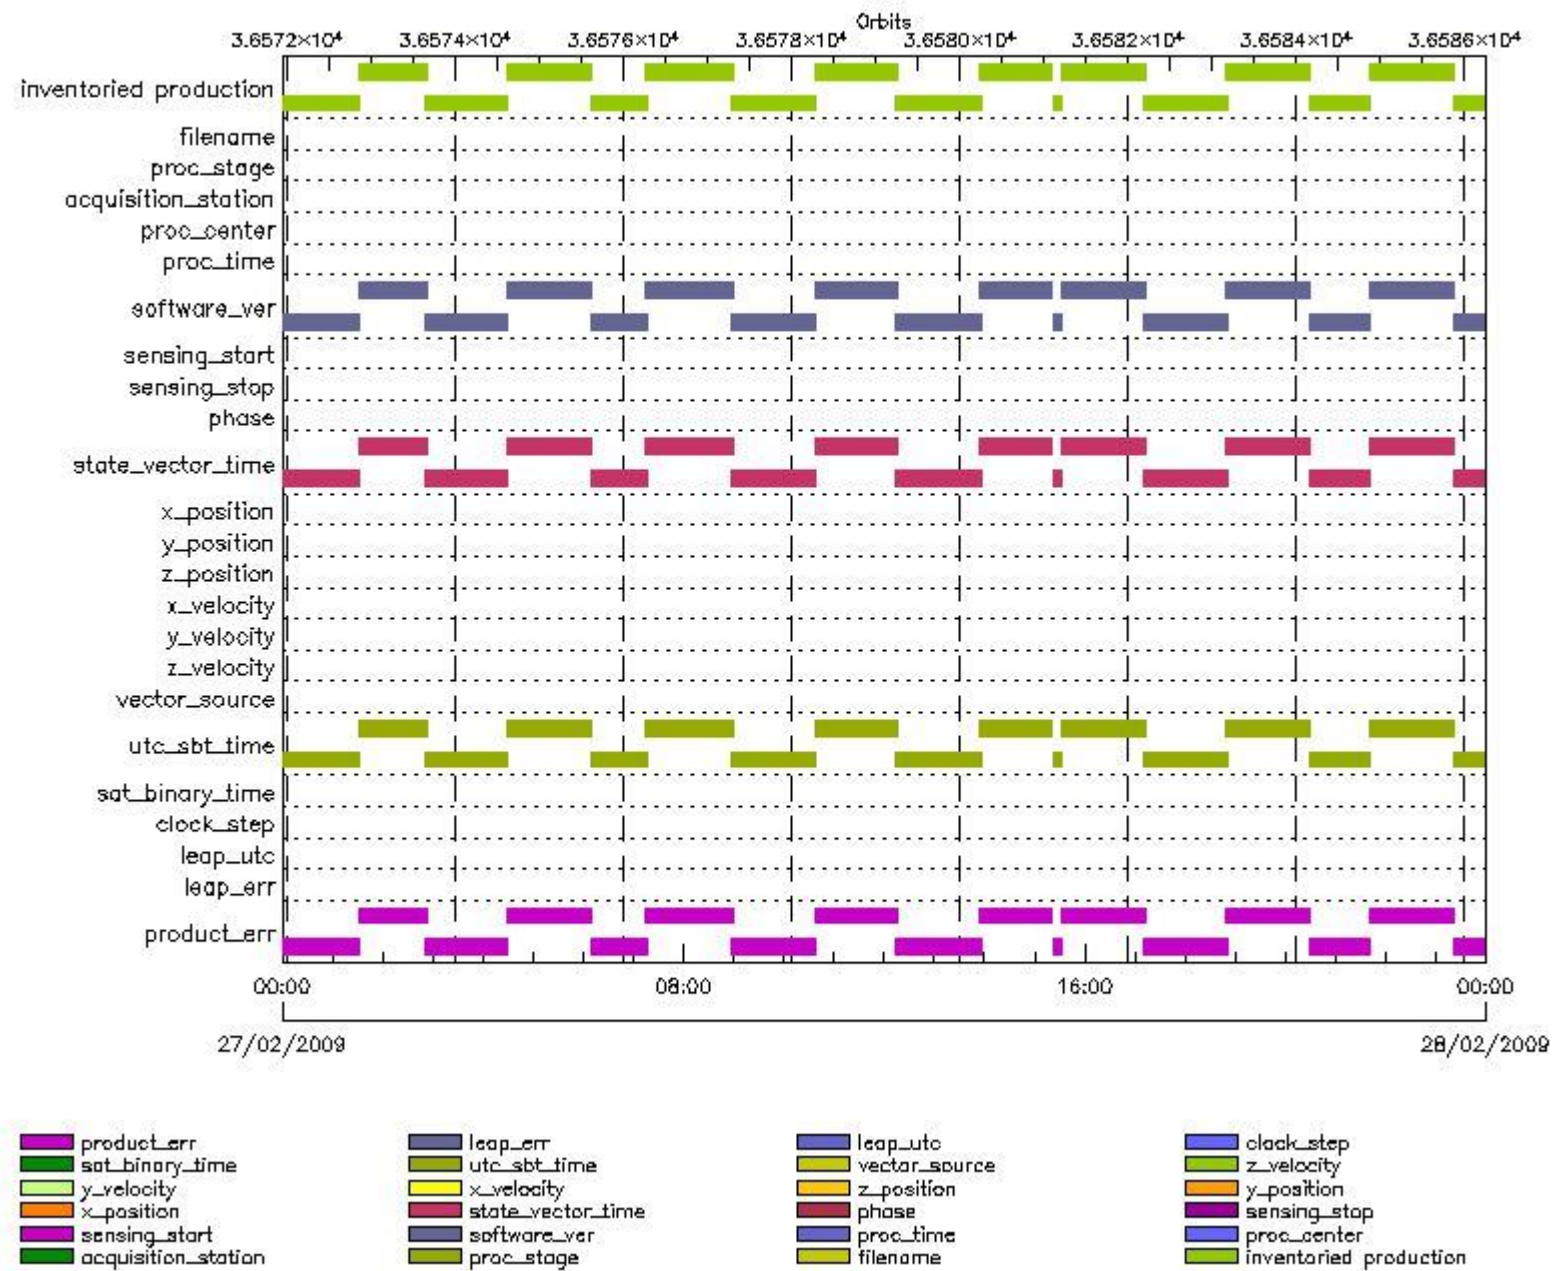 Orbits
3.6572×10⁴ 3.6574×10⁴ 3.6576×10⁴ 3.6578×10⁴ 3.6580×10⁴ 3.6582×10⁴ 3.6584×10⁴ 3.6586×10⁴
inventoried production
filename
proc_stage
acquisition_station
proc_center
proc_time
software_ver
sensing_start
sensing_stop
phase
state_vector_time
x_position
y_position
z_position
x_velocity
y_velocity
z_velocity
vector_source
utc_sbt_time
sat_binary_time
clock_step
leap_utc
leap_err
product_err
00:00 08:00 16:00 00:00
27/02/2009 28/02/2009
product_err leap_err leap_utc clock_step
sat_binary_time utc_sbt_time vector_source z_velocity
y_velocity x_velocity z_position y_position
x_position state_vector_time phase sensing_stop
sensing_start software_ver proc_time proc_center
acquisition_station proc_stage filename inventoried production